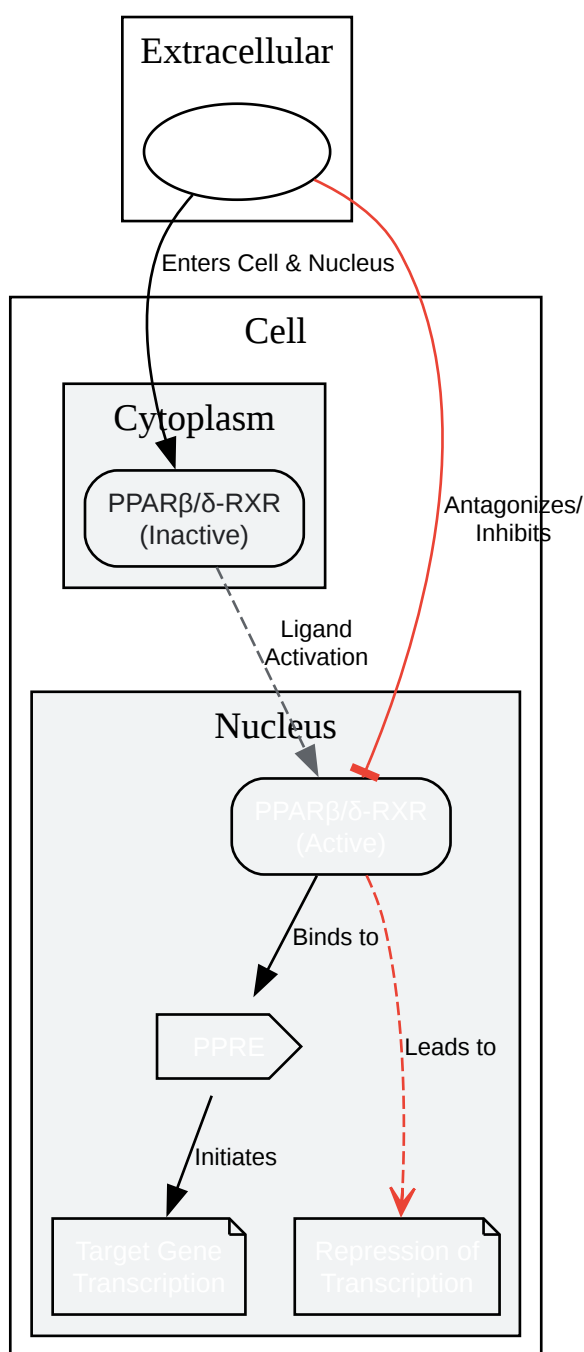 Extracellular
Enters Cell & Nucleus
Cell
Cytoplasm
PPARβ/δ-RXR
(Inactive)
Antagonizes/
Inhibits
Ligand
Activation
Nucleus
PPARβ/δ-RXR
(Active)
Binds to
PPRE
Leads to
Initiates
Target Gene
Transcription
Repression of
Transcription